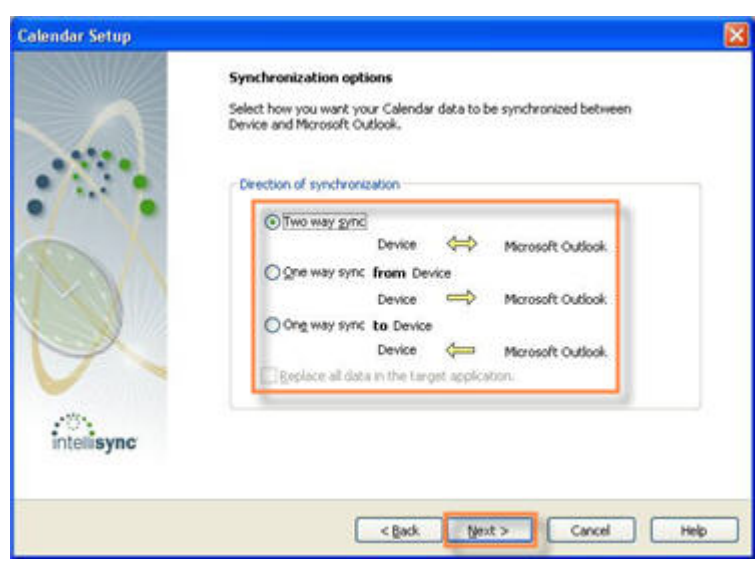 Calendar Setup
Synchronization options
Select how you want your Calendar data to be synchronized between
Device and Microsoft Outlook.
Direction of synchronization
Two way sync
Device Microsoft Outlook
One way sync from Device
Device Microsoft Outlook
One way sync to Device
Device Microsoft Outlook
Replace all data in the target application.
intellisync
< Back Next > Cancel Help